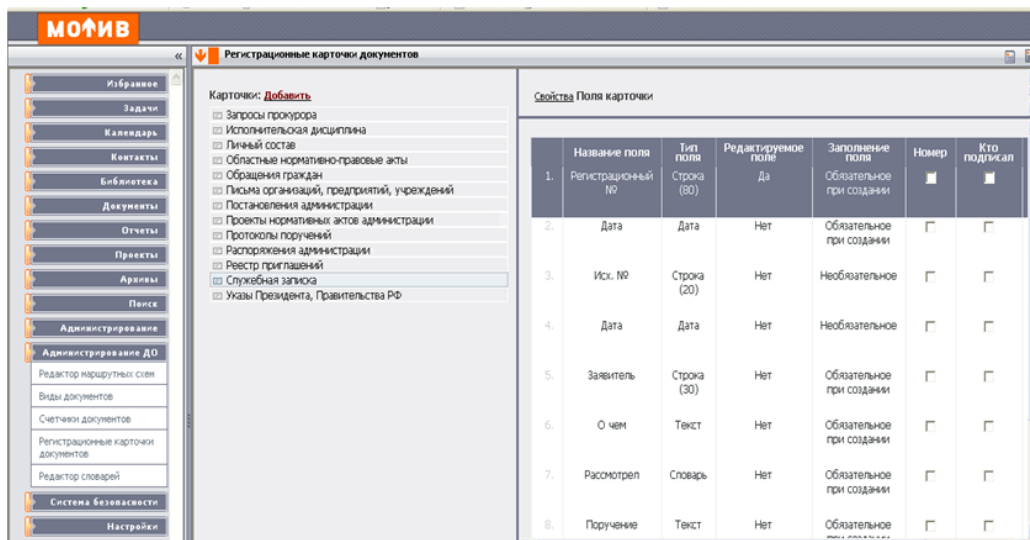 МОТИВ
«
Регистрационные карточки документов
Избранное
Задачи
Календарь
Контакты
Библиотека
Документы
Отчеты
Проекты
Архивы
Поиск
Администрирование
Администрирование ДО
Редактор маршрутных схем
Виды документов
Счетчики документов
Регистрационные карточки
документов
Редактор словарей
Система безопасности
Настройки
Карточки: Добавить
Запросы прокурора
Исполнительская дисциплина
Личный состав
Областные нормативно-правовые акты
Обращения граждан
Письма организаций, предприятий, учреждений
Постановления администрации
Проекты нормативных актов администрации
Протоколы поручений
Распоряжения администрации
Реестр приглашений
Служебная записка
Указы Президента, Правительства РФ
Свойства Поля карточки
Название поля Тип поля Редактируемое поле Заполнение поля Номер Кто подписал
1. Регистрационный № Строка (80) Да Обязательное при создании
2. Дата Дата Нет Обязательное при создании
3. Исх. № Строка (20) Нет Необязательное
4. Дата Дата Нет Необязательное
5. Заявитель Строка (30) Нет Обязательное при создании
6. О чем Текст Нет Обязательное при создании
7. Рассмотрел Словарь Нет Обязательное при создании
8. Поручение Текст Нет Обязательное при создании